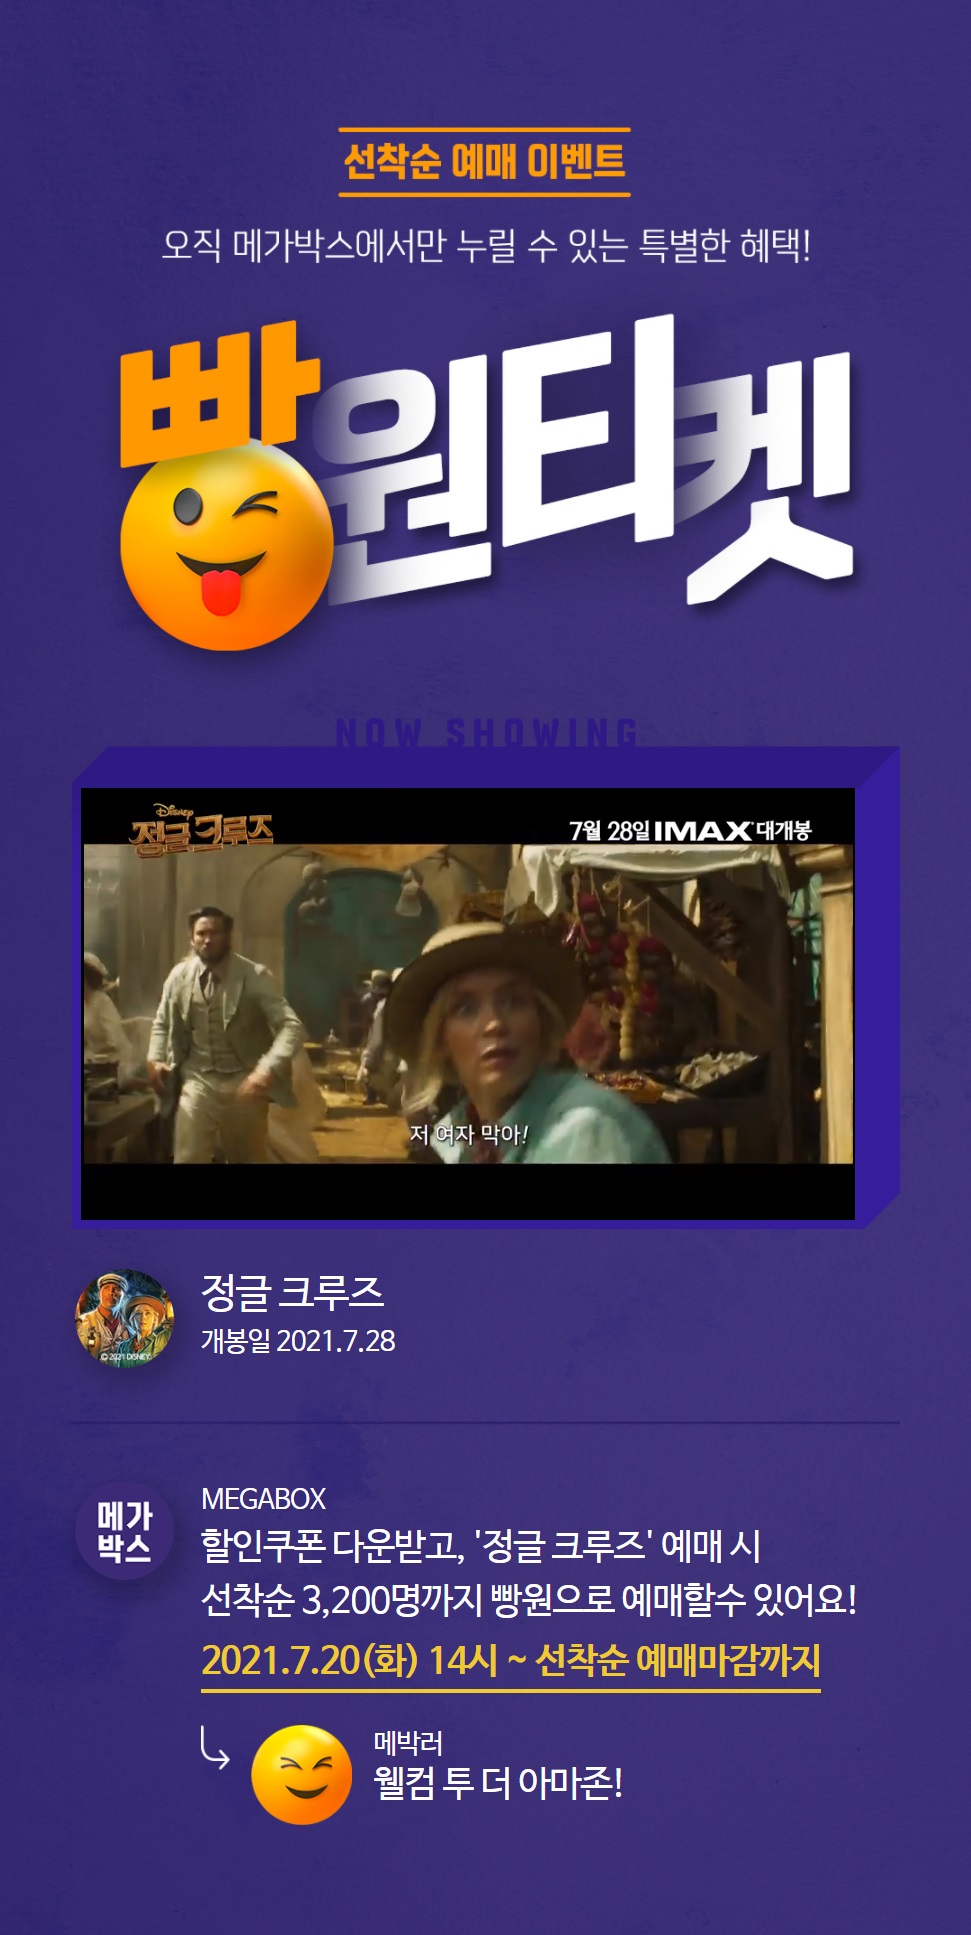 선착순 예매 이벤트
오직 메가박스에서만 누릴 수 있는 특별한 혜택!
빵원티켓
NOW SHOWING
DISNEY
정글 크루즈
7월 28일 IMAX 대개봉
저 여자 막아!
© 2021 DISNEY
정글 크루즈
개봉일 2021.7.28
메가
박스
MEGABOX
할인쿠폰 다운받고, '정글 크루즈' 예매 시
선착순 3,200명까지 빵원으로 예매할수 있어요!
2021.7.20(화) 14시 ~ 선착순 예매마감까지
메박러
웰컴 투 더 아마존!